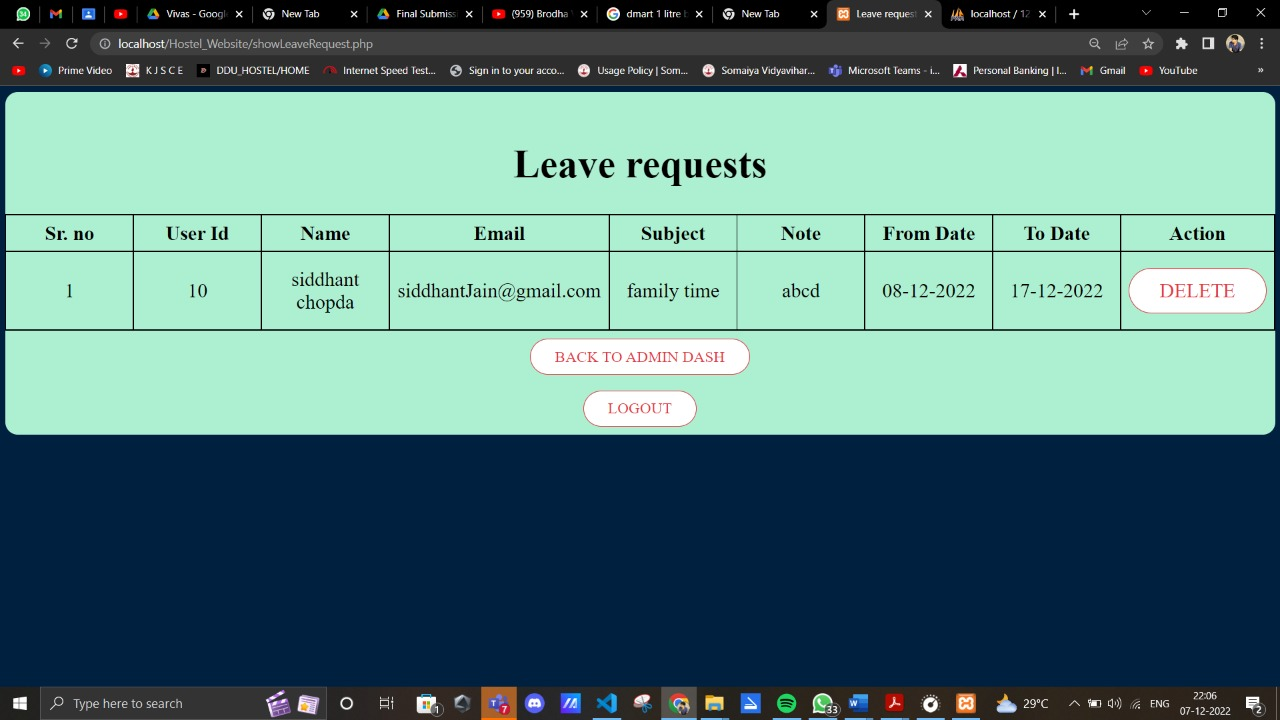 Vivas - Googl
New Tab
Final Submiss
(959) Brodha
dmart 1 litre b
New Tab
Leave request
localhost / 12
localhost/Hostel_Website/showLeaveRequest.php
Prime Video
K J S C E
DDU_HOSTEL/HOME
Internet Speed Test...
Sign in to your acco...
Usage Policy | Som...
Somaiya Vidyavihar...
Microsoft Teams - i...
Personal Banking | I...
Gmail
YouTube
»
Leave requests
Sr. no User Id Name Email Subject Note From Date To Date Action
1 10 siddhant chopda siddhantJain@gmail.com family time abcd 08-12-2022 17-12-2022 DELETE
BACK TO ADMIN DASH
LOGOUT
Type here to search
1
7
33
29°C
ENG
22:06
07-12-2022
2